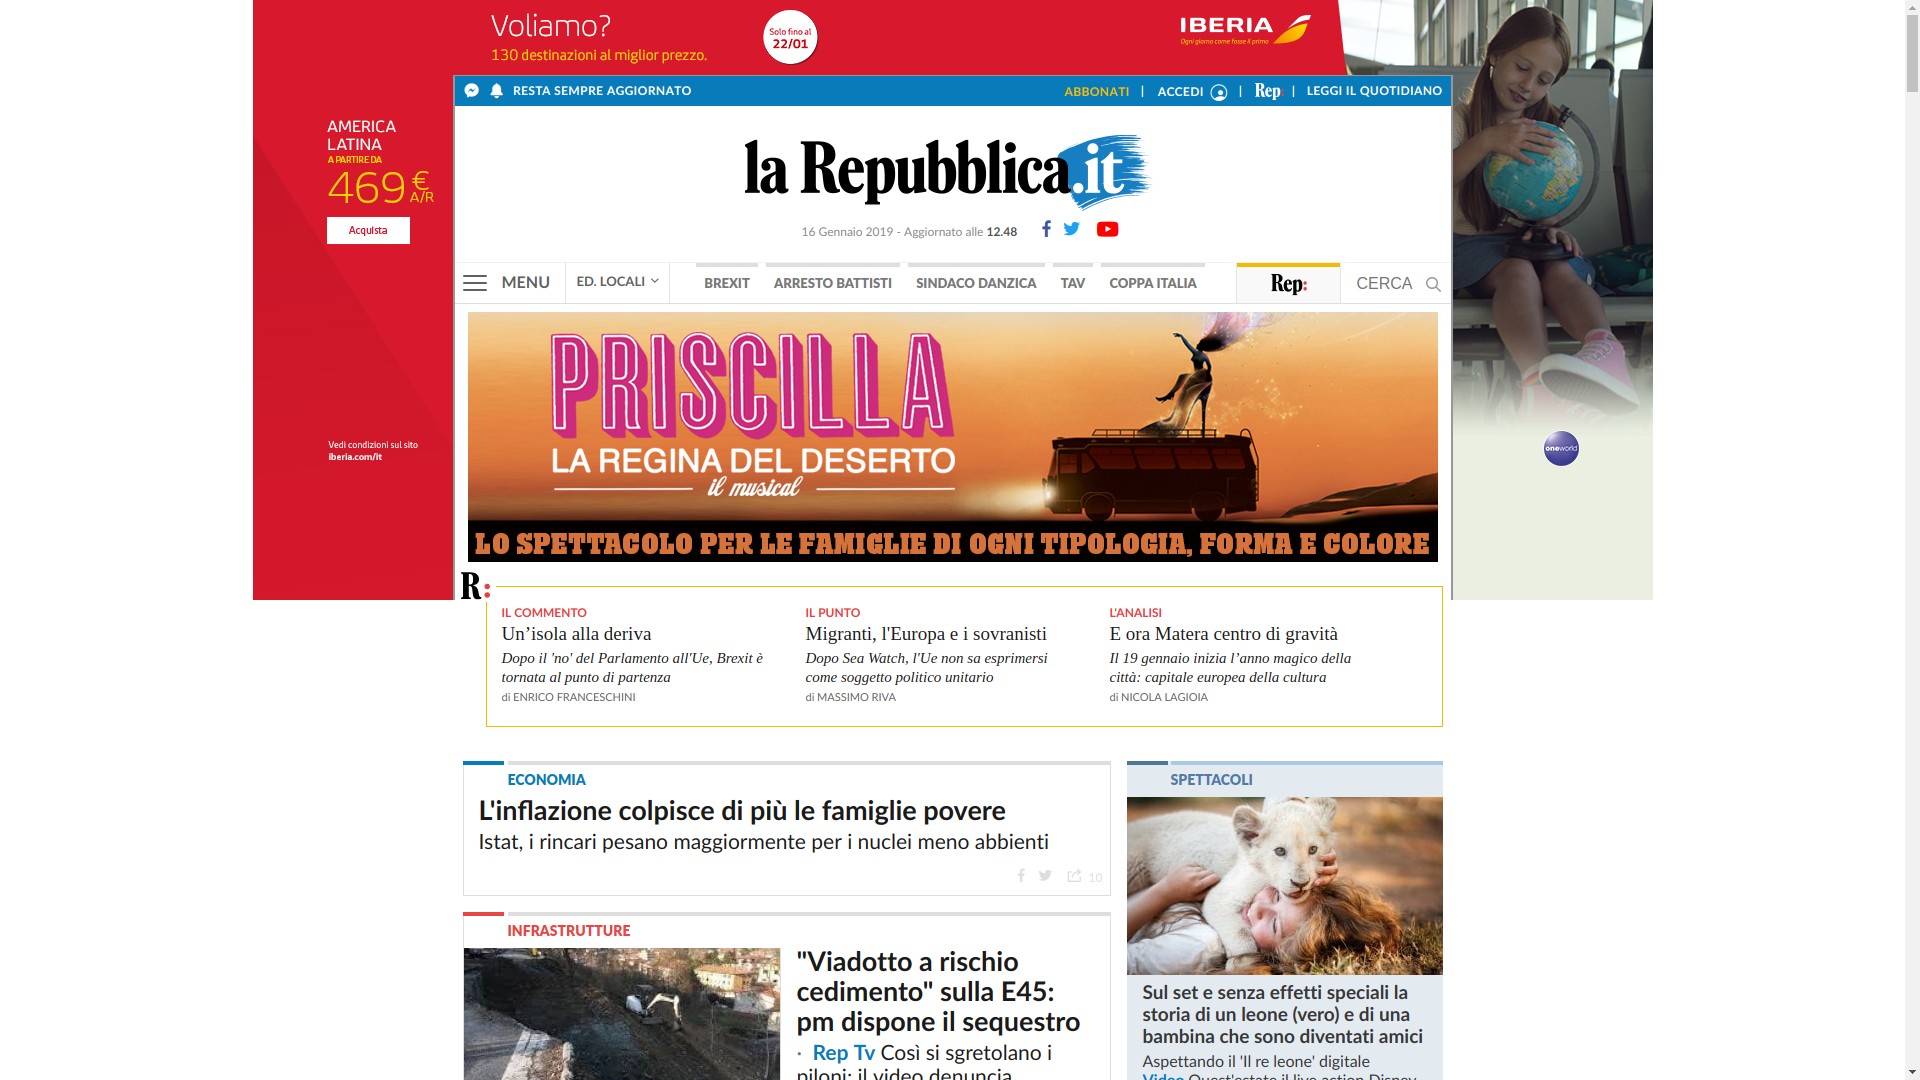 Voliamo?
130 destinazioni al miglior prezzo.
Solo fino al
22/01
IBERIA
Ogni giorno come fosse il primo
AMERICA
LATINA
A PARTIRE DA
469 €
A/R
Acquista
Vedi condizioni sul sito
iberia.com/it
RESTA SEMPRE AGGIORNATO
ABBONATI | ACCEDI | Rep: | LEGGI IL QUOTIDIANO
la Repubblica.it
16 Gennaio 2019 - Aggiornato alle 12.48
MENU ED. LOCALI BREXIT ARRESTO BATTISTI SINDACO DANZICA TAV COPPA ITALIA Rep: CERCA
PRISCILLA
LA REGINA DEL DESERTO
il musical
LO SPETTACOLO PER LE FAMIGLIE DI OGNI TIPOLOGIA, FORMA E COLORE
oneworld
R:
IL COMMENTO
Un’isola alla deriva
Dopo il 'no' del Parlamento all'Ue, Brexit è
tornata al punto di partenza
di ENRICO FRANCESCHINI
IL PUNTO
Migranti, l'Europa e i sovranisti
Dopo Sea Watch, l'Ue non sa esprimersi
come soggetto politico unitario
di MASSIMO RIVA
L'ANALISI
E ora Matera centro di gravità
Il 19 gennaio inizia l’anno magico della
città: capitale europea della cultura
di NICOLA LAGIOIA
ECONOMIA
L'inflazione colpisce di più le famiglie povere
Istat, i rincari pesano maggiormente per i nuclei meno abbienti
10
INFRASTRUTTURE
"Viadotto a rischio
cedimento" sulla E45:
pm dispone il sequestro
· Rep Tv Così si sgretolano i
piloni: il video denuncia
SPETTACOLI
Sul set e senza effetti speciali la
storia di un leone (vero) e di una
bambina che sono diventati amici
Aspettando il 'Il re leone' digitale
Video Quest'estate il live action Disney